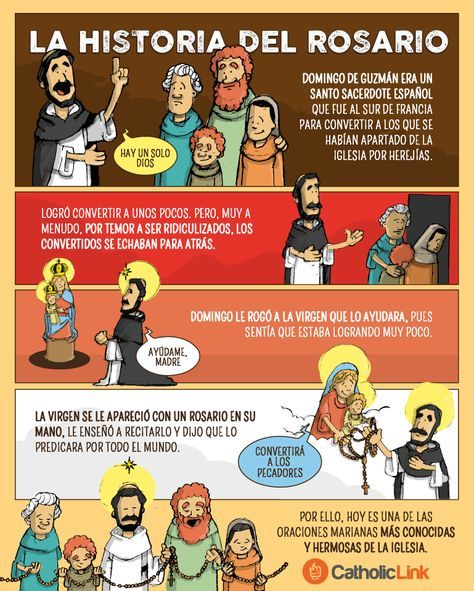 LA HISTORIA DEL ROSARIO
DOMINGO DE GUZMÁN ERA UN
SANTO SACERDOTE ESPAÑOL
QUE FUE AL SUR DE FRANCIA
PARA CONVERTIR A LOS QUE SE
HABÍAN APARTADO DE LA
IGLESIA POR HEREJÍAS.
HAY UN SOLO
DIOS
LOGRÓ CONVERTIR A UNOS POCOS. PERO, MUY A
MENUDO, POR TEMOR A SER RIDICULIZADOS, LOS
CONVERTIDOS SE ECHABAN PARA ATRÁS.
DOMINGO LE ROGÓ A LA VIRGEN QUE LO AYUDARA, PUES
SENTÍA QUE ESTABA LOGRANDO MUY POCO.
AYÚDAME,
MADRE
LA VIRGEN SE LE APARECIÓ CON UN ROSARIO EN SU
MANO, LE ENSEÑÓ A RECITARLO Y DIJO QUE LO
PREDICARA POR TODO EL MUNDO.
CONVERTIRÁ
A LOS
PECADORES
POR ELLO, HOY ES UNA DE LAS
ORACIONES MARIANAS MÁS CONOCIDAS
Y HERMOSAS DE LA IGLESIA.
CatholicLink